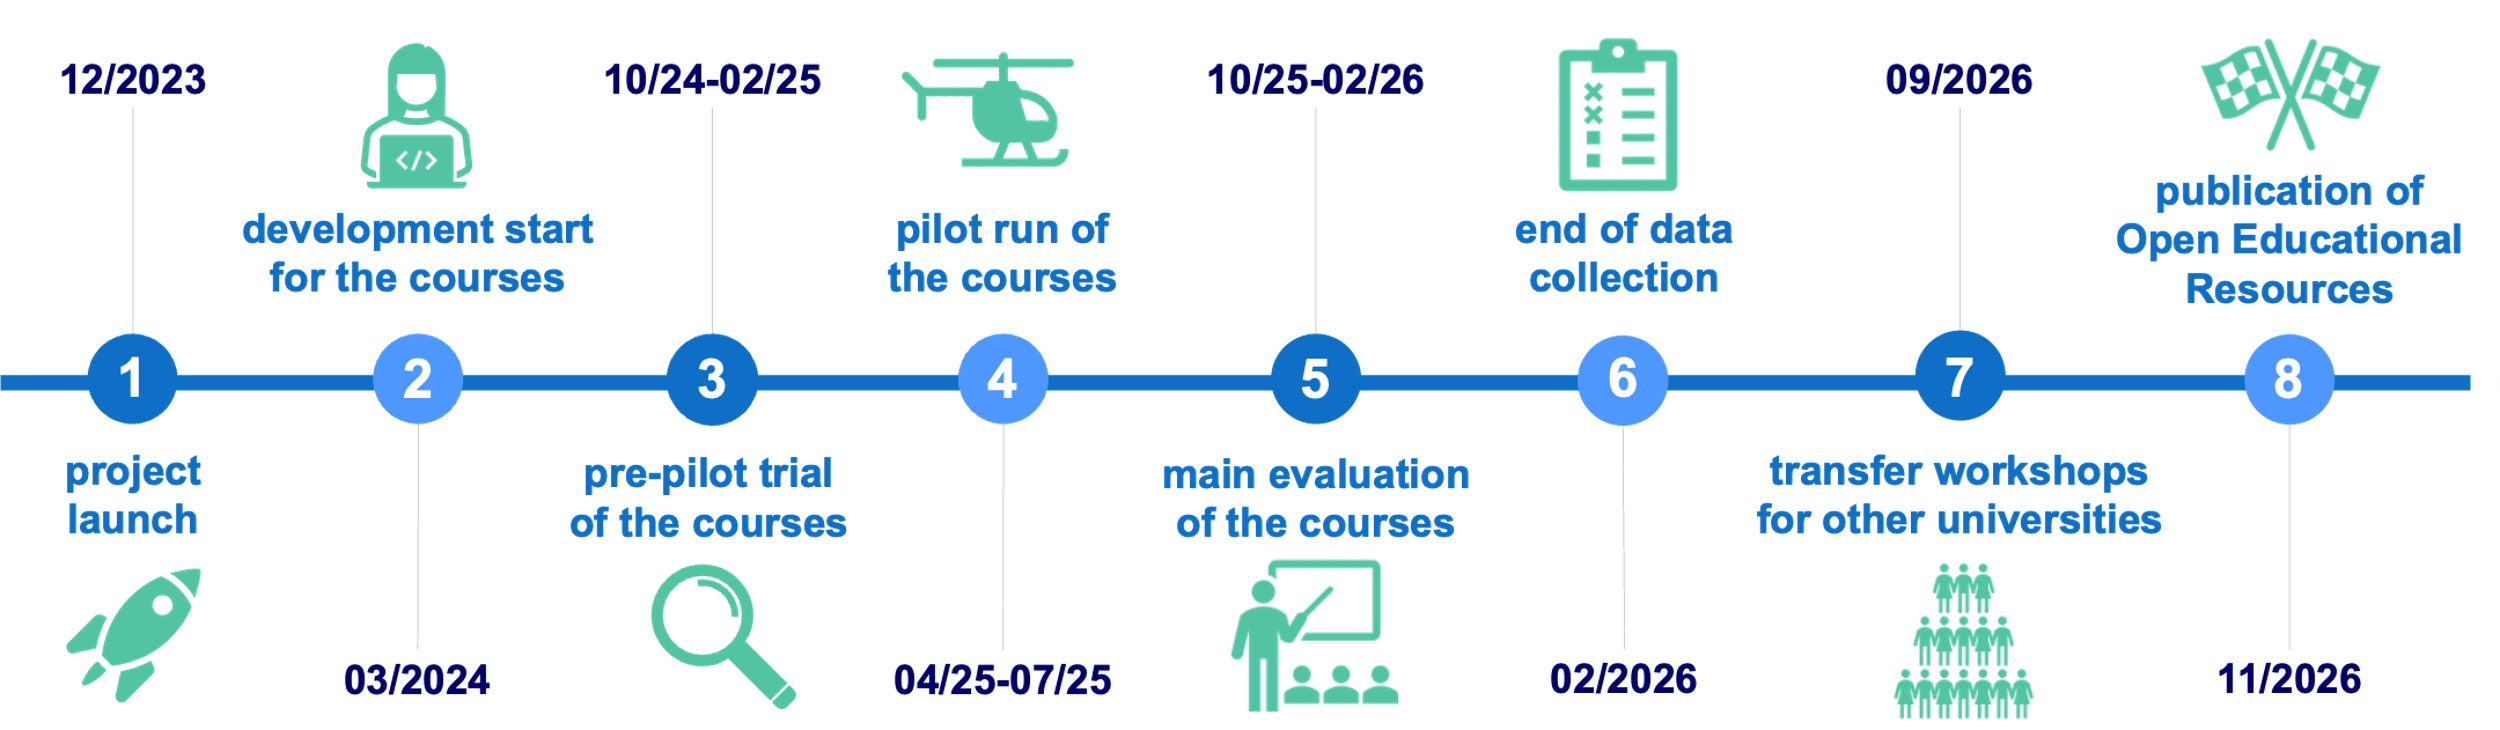 12/2023
1
project
launch
development start
for the courses
2
03/2024
10/24-02/25
3
pre-pilot trial
of the courses
pilot run of
the courses
4
04/25-07/25
10/25-02/26
5
main evaluation
of the courses
end of data
collection
6
02/2026
09/2026
7
transfer workshops
for other universities
publication of
Open Educational
Resources
8
11/2026